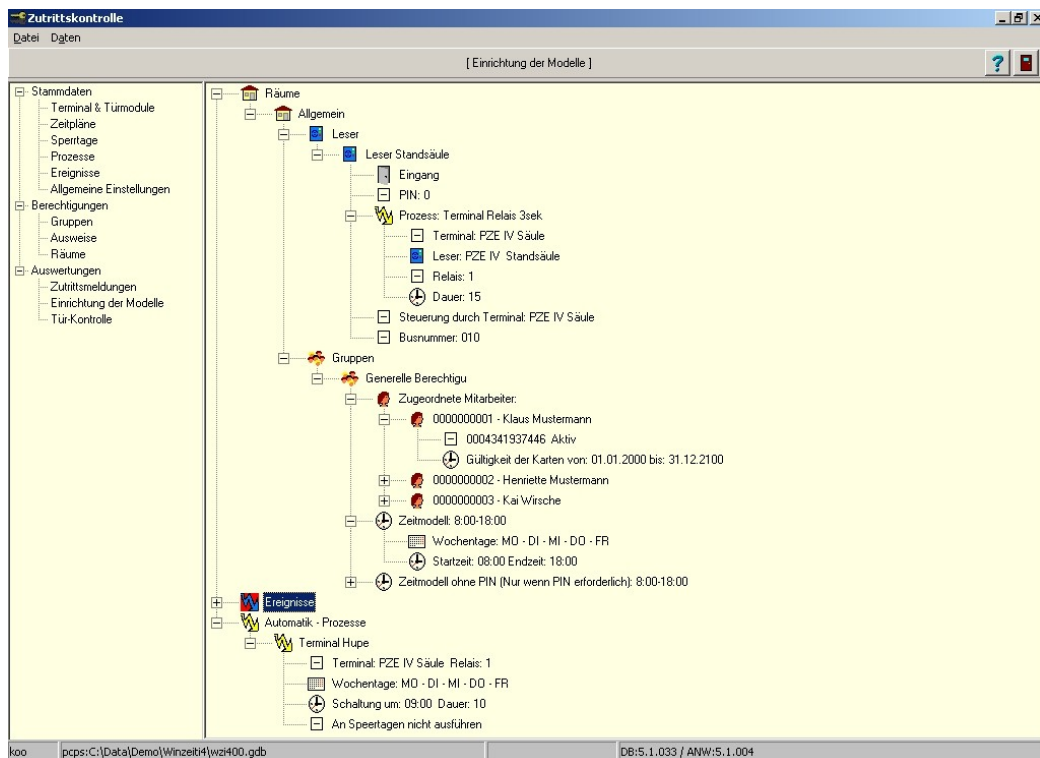 Zutrittskontrolle
Datei Daten
[ Einrichtung der Modelle ]
Stammdaten
Terminal & Türmodule
Zeitpläne
Sperrtage
Prozesse
Ereignisse
Allgemeine Einstellungen
Berechtigungen
Gruppen
Ausweise
Räume
Auswertungen
Zutrittsmeldungen
Einrichtung der Modelle
Tür-Kontrolle
Räume
Allgemein
Leser
Leser Standsäule
Eingang
PIN: 0
Prozess: Terminal Relais 3sek
Terminal: PZE IV Säule
Leser: PZE IV Standsäule
Relais: 1
Dauer: 15
Steuerung durch Terminal: PZE IV Säule
Busnummer: 010
Gruppen
Generelle Berechtigu
Zugeordnete Mitarbeiter:
0000000001 - Klaus Mustermann
0004341937446 Aktiv
Gültigkeit der Karten von: 01.01.2000 bis: 31.12.2100
0000000002 - Henriette Mustermann
0000000003 - Kai Wirsche
Zeitmodell: 8:00-18:00
Wochentage: MO - DI - MI - DO - FR
Startzeit: 08:00 Endzeit: 18:00
Zeitmodell ohne PIN (Nur wenn PIN erforderlich): 8:00-18:00
Ereignisse
Automatik - Prozesse
Terminal Hupe
Terminal: PZE IV Säule Relais: 1
Wochentage: MO - DI - MI - DO - FR
Schaltung um: 09:00 Dauer: 10
An Speertagen nicht ausführen
koo pcps:C:\Data\Demo\Winzeiti4\wzi400.gdb DB:5.1.033 / ANW:5.1.004